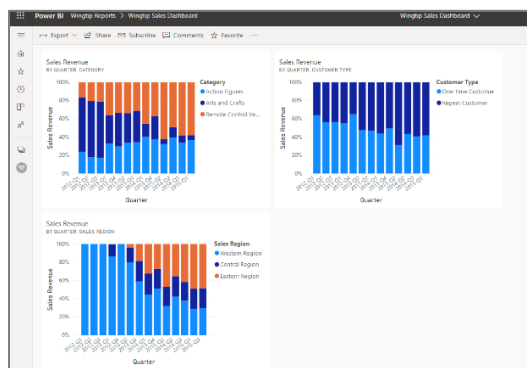 Power BI Wingtip Reports > Wingtip Sales Dashboard Wingtip Sales Dashboard
Export Share Subscribe Comments Favorite ...
Sales Revenue
BY QUARTER, CATEGORY
Sales Revenue
100%
80%
60%
40%
20%
0%
Quarter
Category
Action Figures
Arts and Crafts
Remote Control Ve...
Sales Revenue
BY QUARTER, CUSTOMER TYPE
Sales Revenue
100%
80%
60%
40%
20%
0%
Quarter
Customer Type
One-Time Customer
Repeat Customer
Sales Revenue
BY QUARTER, SALES REGION
Sales Revenue
100%
80%
60%
40%
20%
0%
Quarter
Sales Region
Western Region
Central Region
Eastern Region